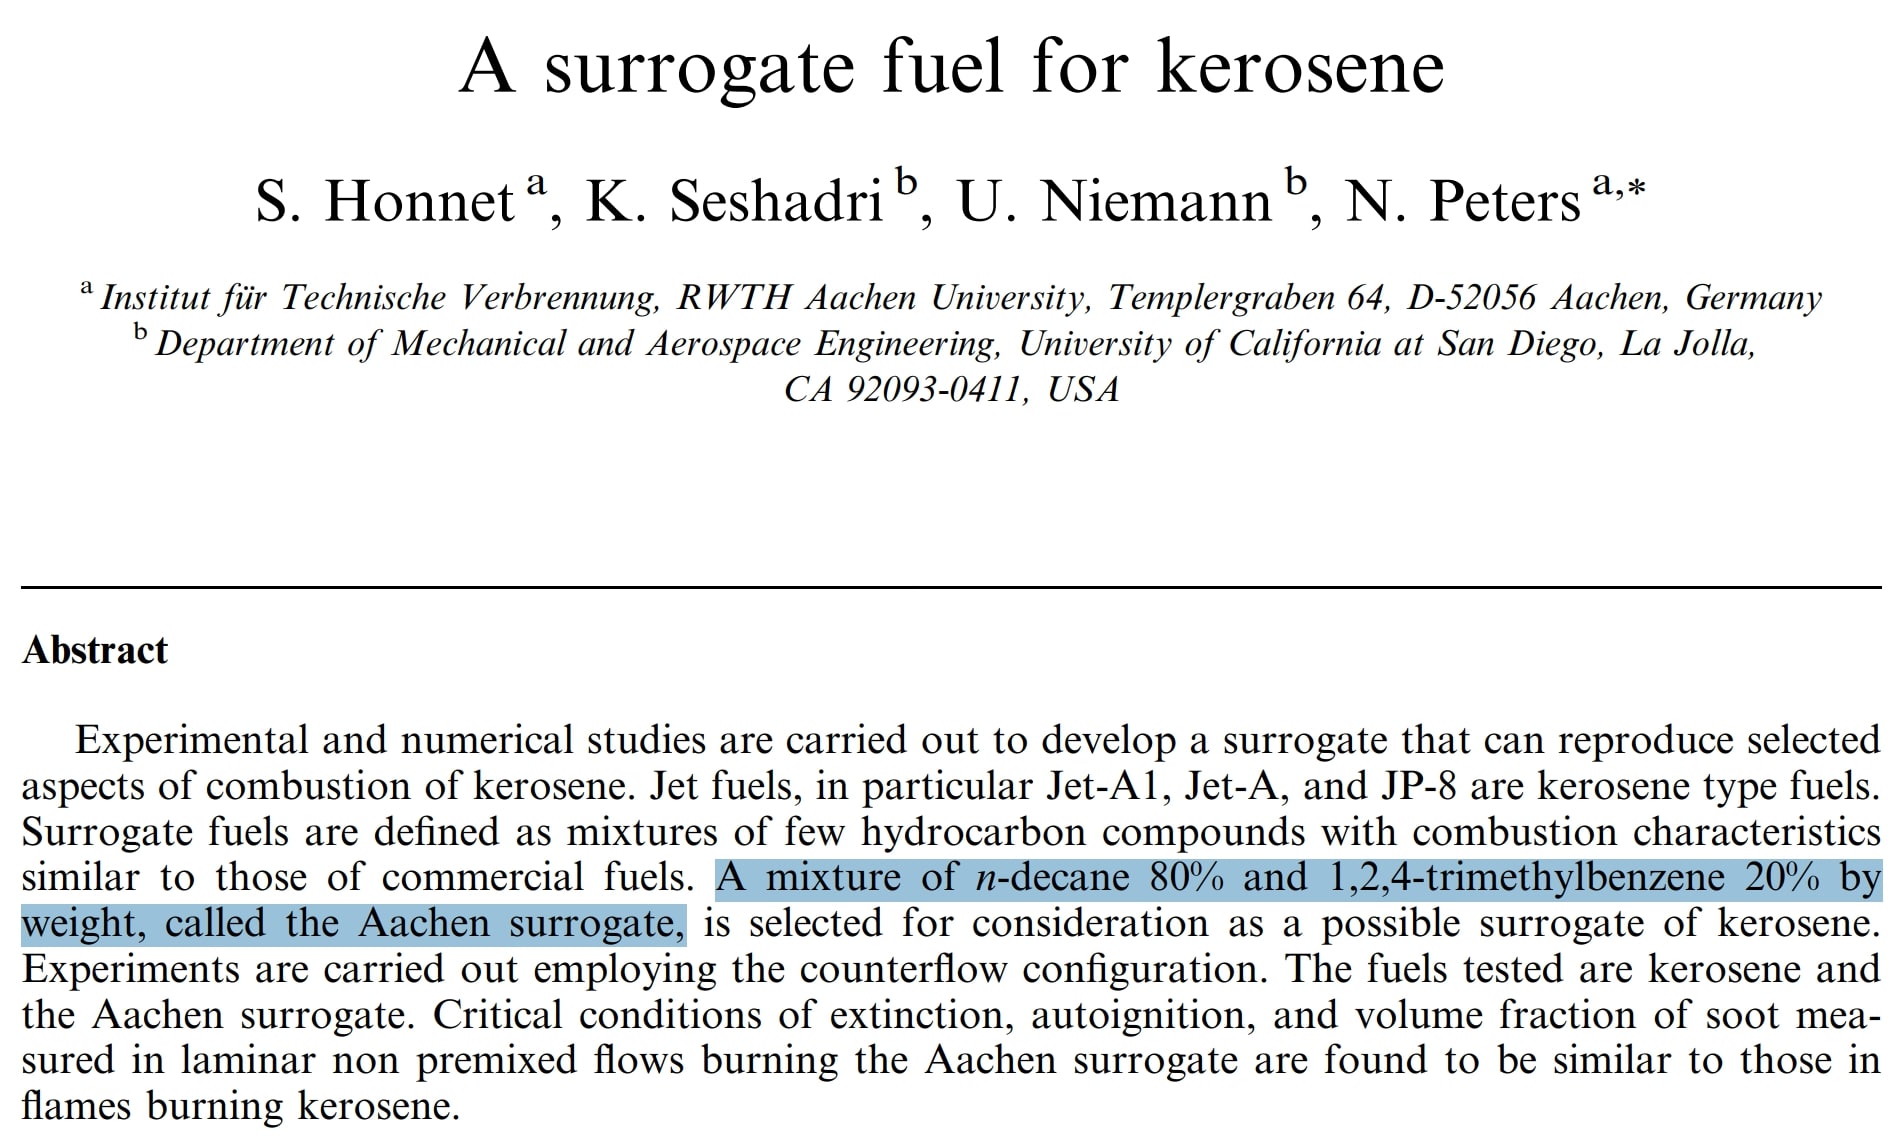 A surrogate fuel for kerosene
S. Honnet a, K. Seshadri b, U. Niemann b, N. Peters a,*
a Institut für Technische Verbrennung, RWTH Aachen University, Templergraben 64, D-52056 Aachen, Germany
b Department of Mechanical and Aerospace Engineering, University of California at San Diego, La Jolla,
CA 92093-0411, USA
Abstract
Experimental and numerical studies are carried out to develop a surrogate that can reproduce selected
aspects of combustion of kerosene. Jet fuels, in particular Jet-A1, Jet-A, and JP-8 are kerosene type fuels.
Surrogate fuels are defined as mixtures of few hydrocarbon compounds with combustion characteristics
similar to those of commercial fuels. A mixture of n-decane 80% and 1,2,4-trimethylbenzene 20% by
weight, called the Aachen surrogate, is selected for consideration as a possible surrogate of kerosene.
Experiments are carried out employing the counterflow configuration. The fuels tested are kerosene and
the Aachen surrogate. Critical conditions of extinction, autoignition, and volume fraction of soot mea-
sured in laminar non premixed flows burning the Aachen surrogate are found to be similar to those in
flames burning kerosene.